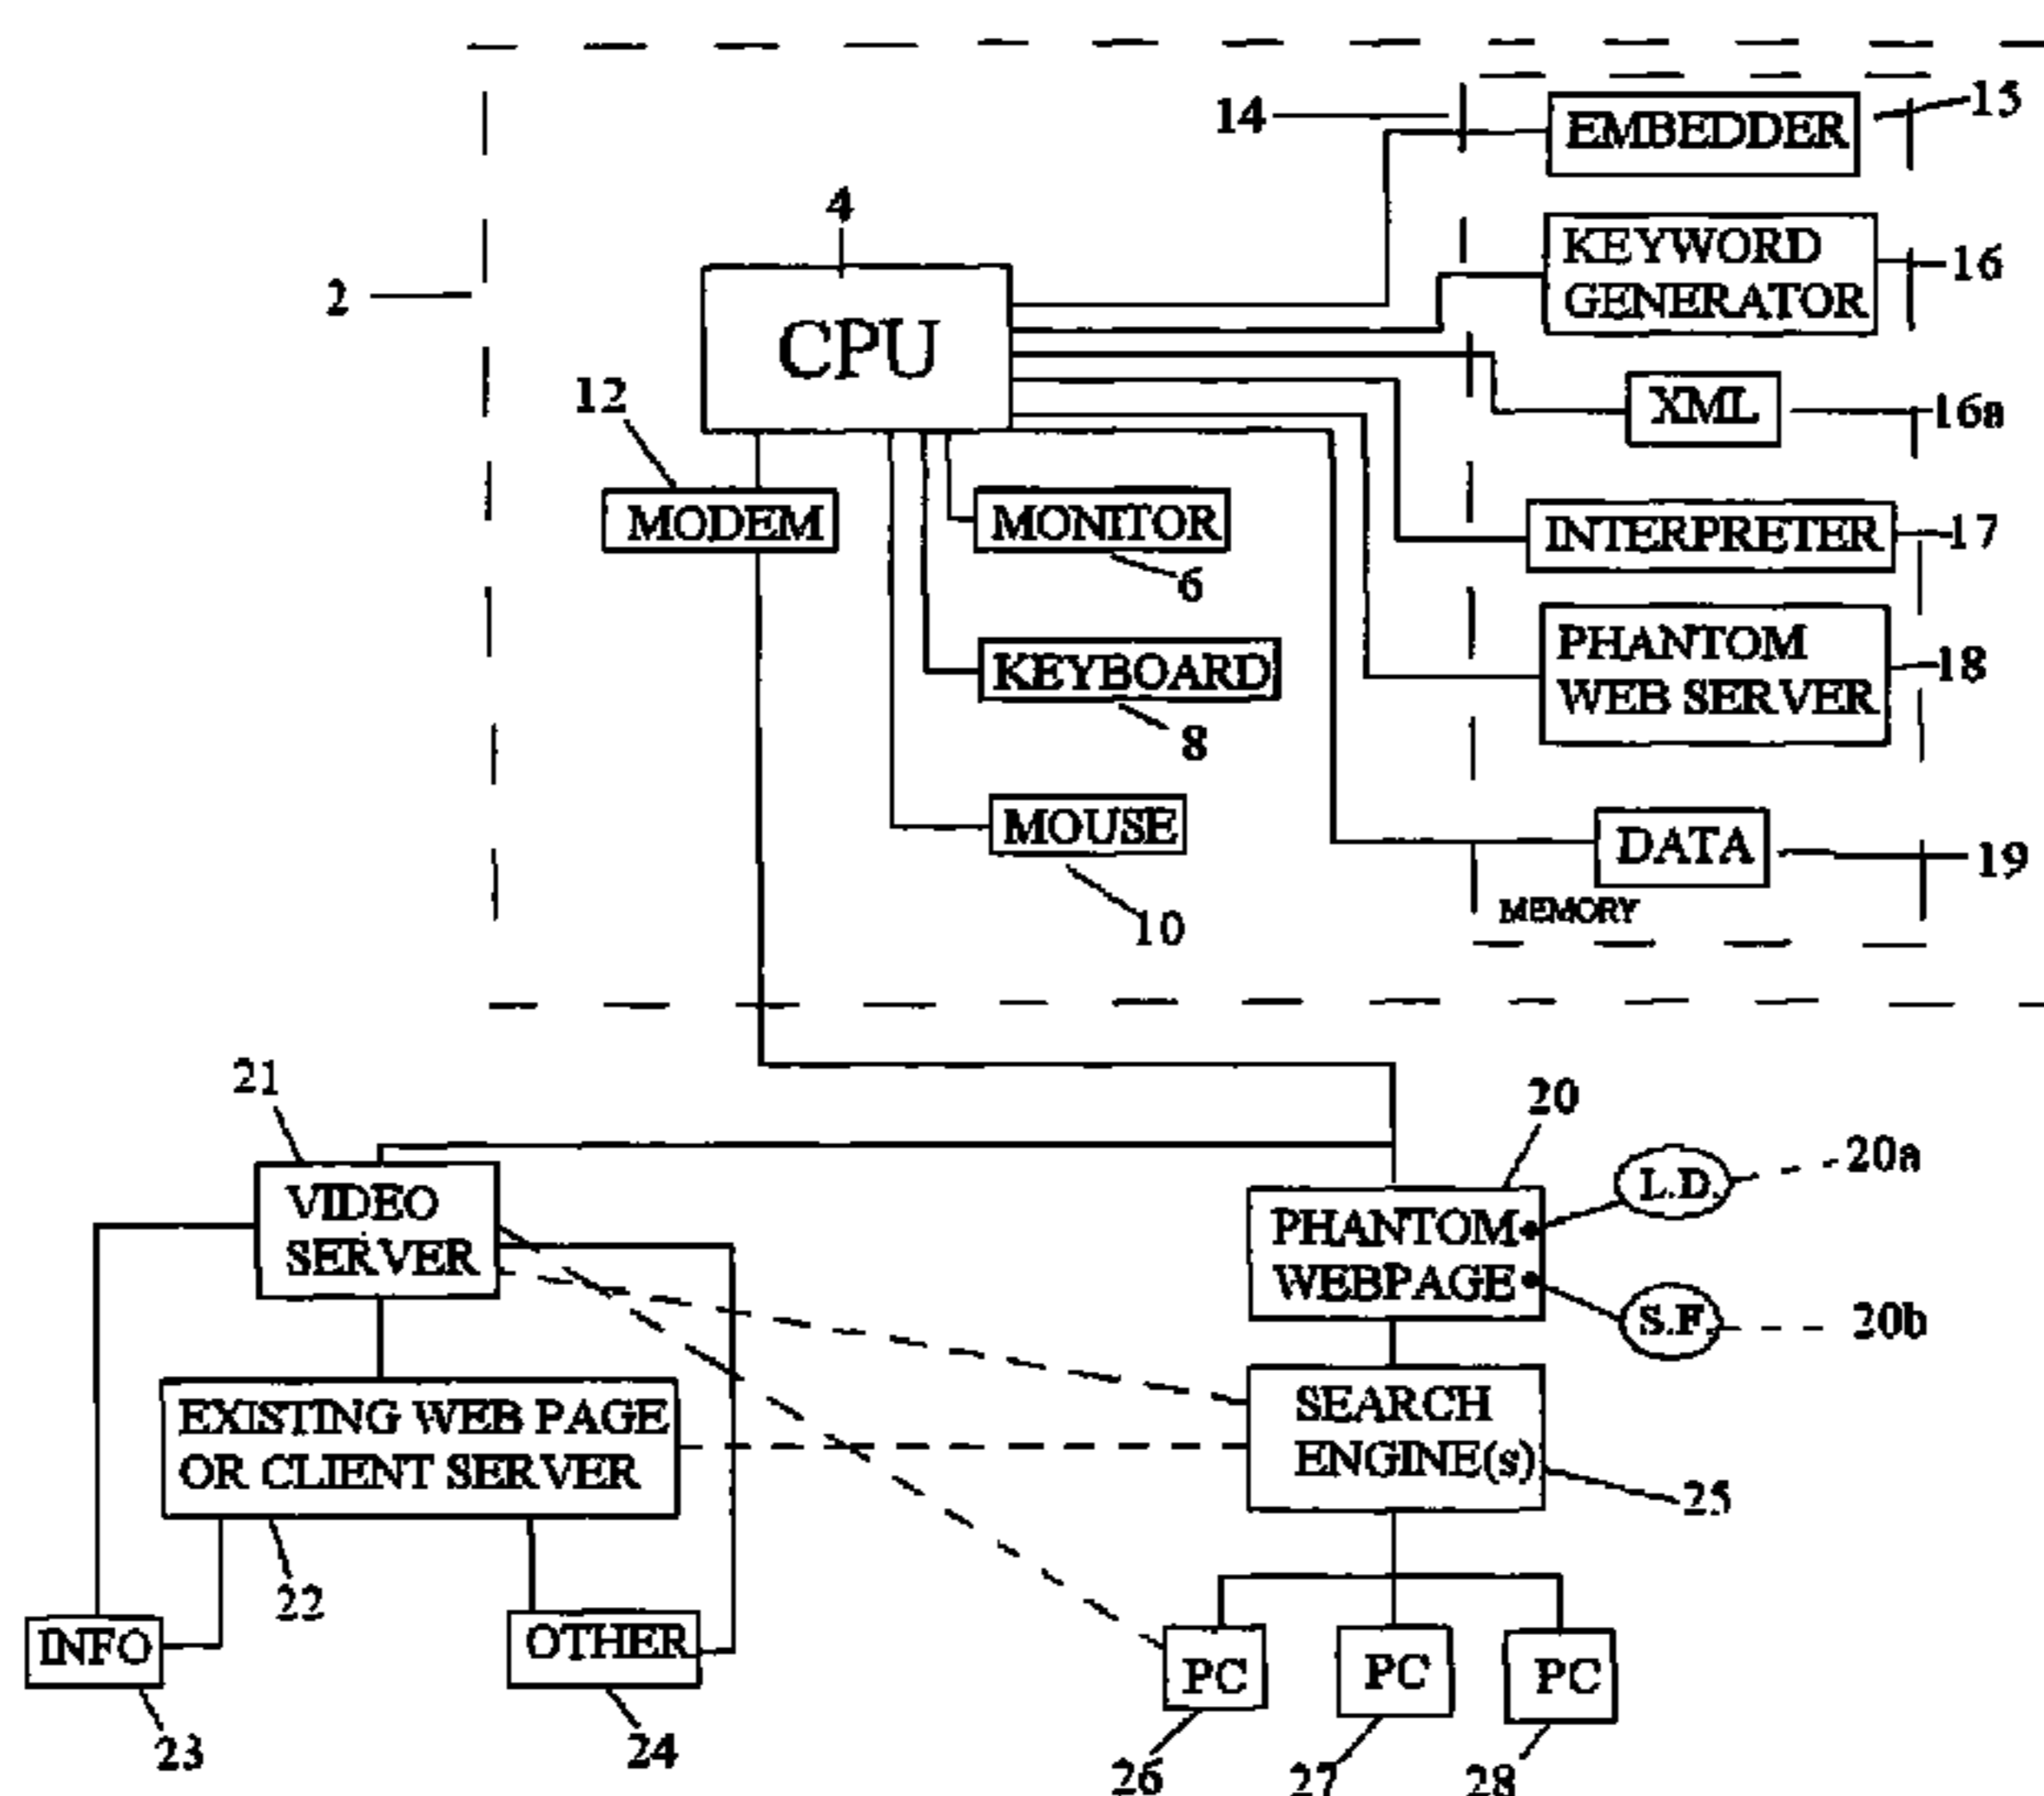 14
EMBEDDER
15
4
KEYWORD
GENERATOR
16
2
CPU
12
XML
16a
MODEM
MONITOR
INTERPRETER
17
6
PHANTOM
WEB SERVER
18
KEYBOARD
8
MOUSE
DATA
19
10
MEMORY
21
20
VIDEO
SERVER
PHANTOM
WEBPAGE
L.D.
20a
S.F.
20b
EXISTING WEB PAGE
OR CLIENT SERVER
SEARCH
ENGINE(s)
25
22
INFO
OTHER
PC
PC
PC
23
24
26
27
28